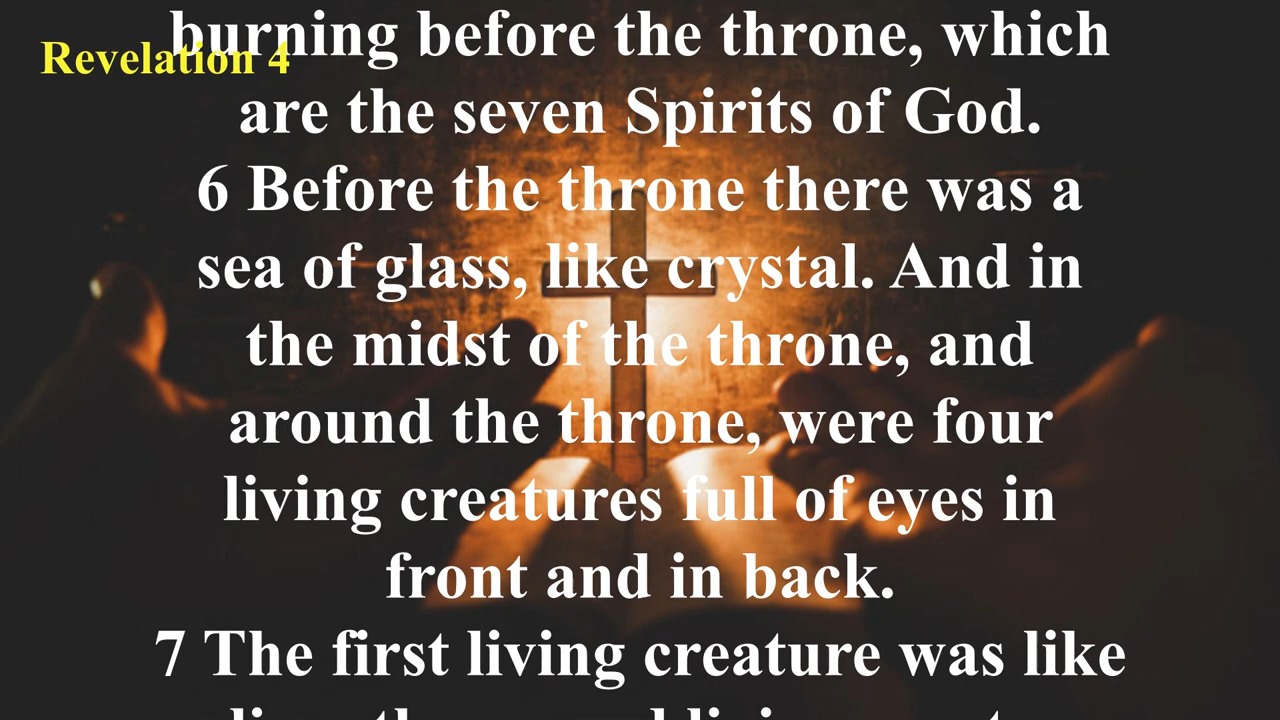 Revelation 4
burning before the throne, which
are the seven Spirits of God.
6 Before the throne there was a
sea of glass, like crystal. And in
the midst of the throne, and
around the throne, were four
living creatures full of eyes in
front and in back.
7 The first living creature was like